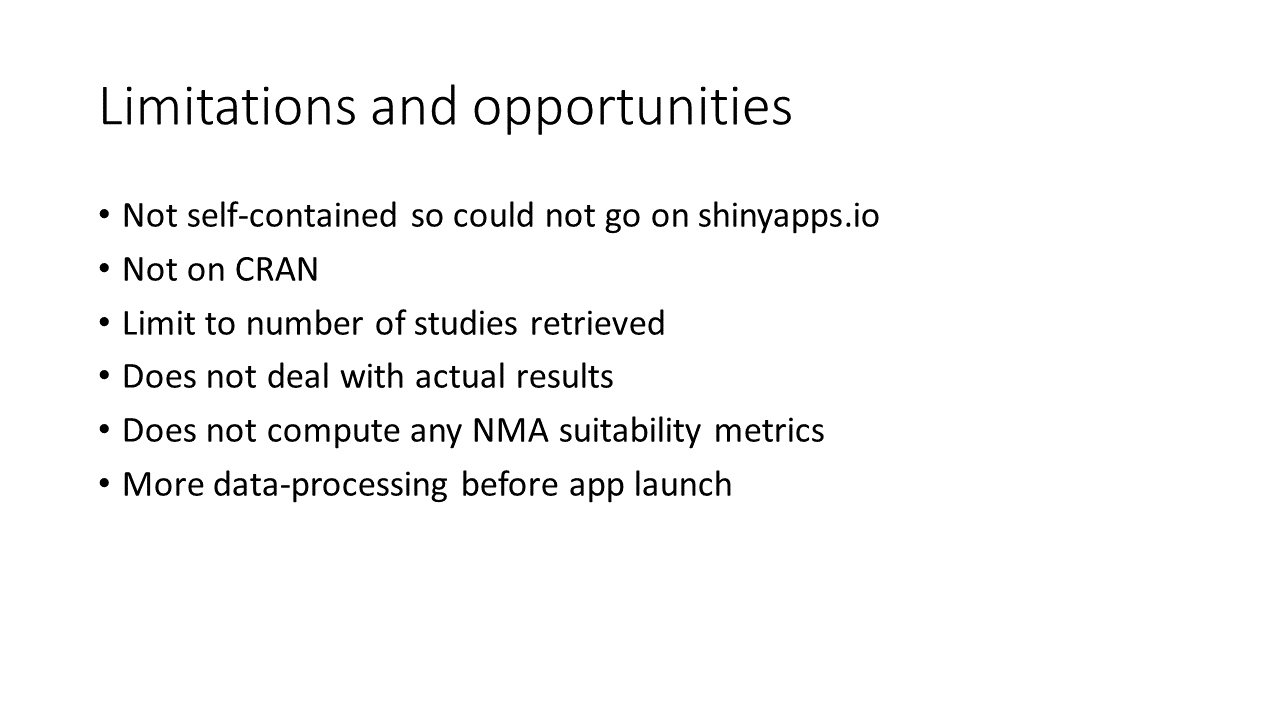 Limitations and opportunities
• Not self-contained so could not go on shinyapps.io
• Not on CRAN
• Limit to number of studies retrieved
• Does not deal with actual results
• Does not compute any NMA suitability metrics
• More data-processing before app launch